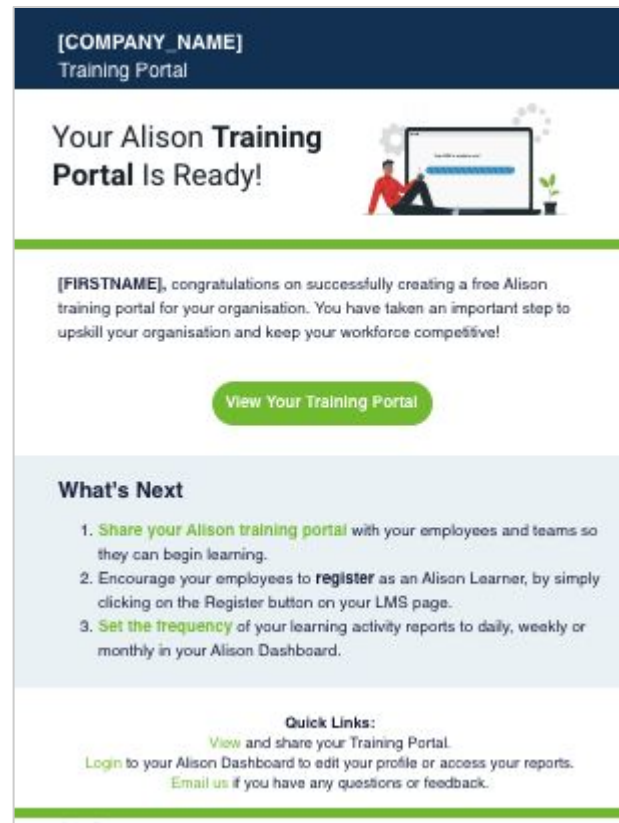 [COMPANY_NAME]
Training Portal
Your Alison Training
Portal Is Ready!
[FIRSTNAME], congratulations on successfully creating a free Alison
training portal for your organisation. You have taken an important step to
upskill your organisation and keep your workforce competitive!
View Your Training Portal
What's Next
1. Share your Alison training portal with your employees and teams so
they can begin learning.
2. Encourage your employees to register as an Alison Learner, by simply
clicking on the Register button on your LMS page.
3. Set the frequency of your learning activity reports to daily, weekly or
monthly in your Alison Dashboard.
Quick Links:
View and share your Training Portal.
Login to your Alison Dashboard to edit your profile or access your reports.
Email us if you have any questions or feedback.